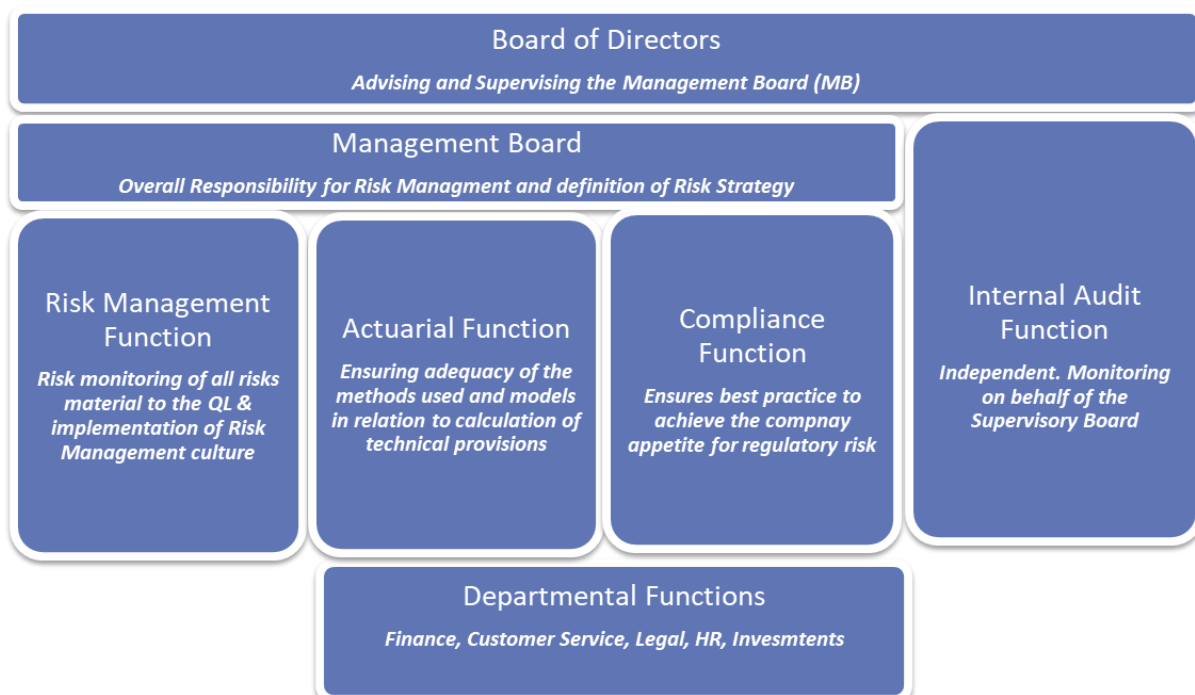 Board of Directors
Advising and Supervising the Management Board (MB)
Management Board
Overall Responsibility for Risk Managment and definition of Risk Strategy
Risk Management
Function
Risk monitoring of all risks
material to the QL &
implementation of Risk
Management culture
Actuarial Function
Ensuring adequacy of the
methods used and models
in relation to calculation of
technical provisions
Compliance
Function
Ensures best practice to
achieve the compnay
appetite for regulatory risk
Internal Audit
Function
Independent. Monitoring
on behalf of the
Supervisory Board
Departmental Functions
Finance, Customer Service, Legal, HR, Invesmtents